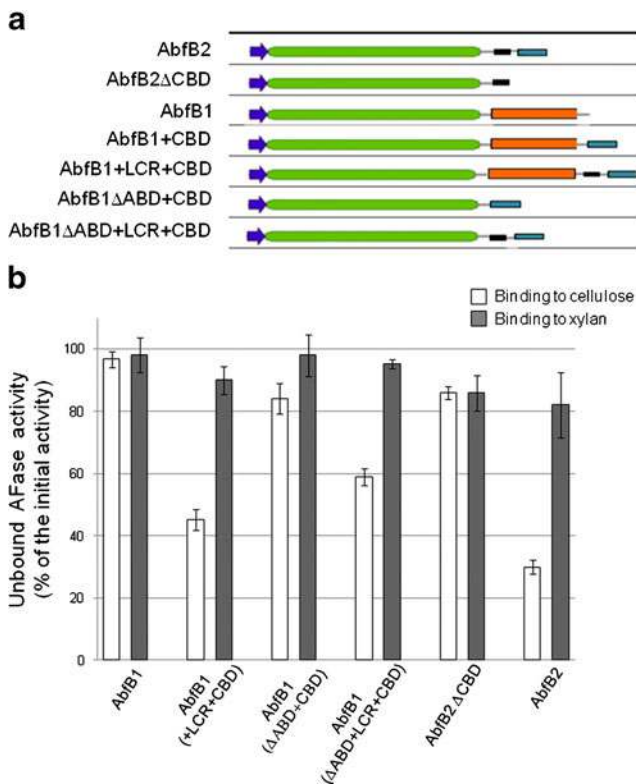 a
AbfB2
AbfB2ΔCBD
AbfB1
AbfB1+CBD
AbfB1+LCR+CBD
AbfB1ΔABD+CBD
AbfB1ΔABD+LCR+CBD
b
Binding to cellulose
Binding to xylan
Unbound AFase activity
(% of the initial activity)
100
80
60
40
20
0
AbfB1
AbfB1
(+LCR+CBD)
AbfB1
(ΔABD+CBD)
AbfB1
(ΔABD+LCR+CBD)
AbfB2 ΔCBD
AbfB2